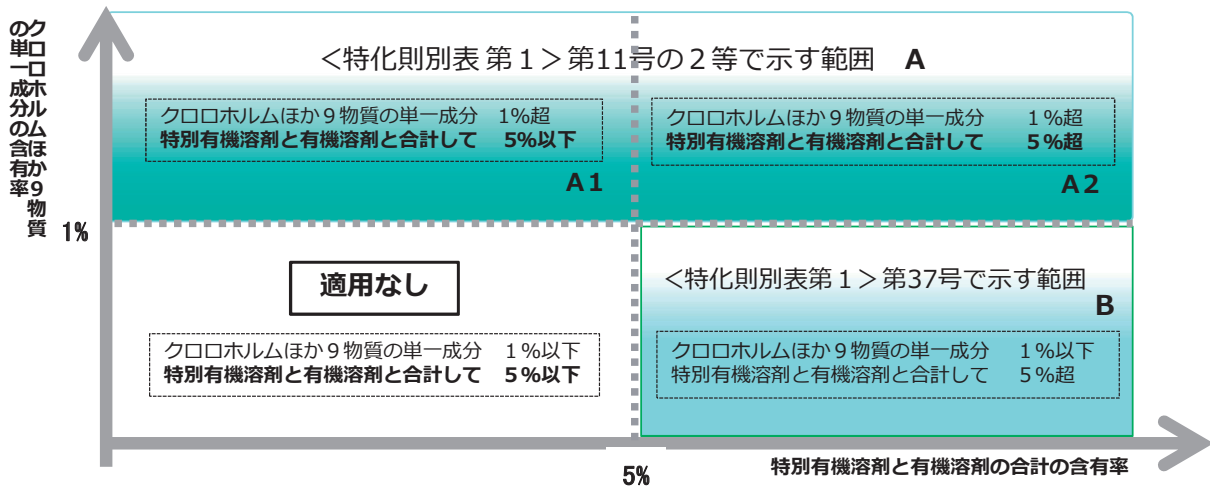 クロロホルムほか９物質
の単一成分の含有率
＜特化則別表 第１＞第11号の２等で示す範囲 A
クロロホルムほか９物質の単一成分 1%超
特別有機溶剤と有機溶剤と合計して 5%以下
A1
クロロホルムほか９物質の単一成分 １%超
特別有機溶剤と有機溶剤と合計して ５%超
A2
1%
適用なし
クロロホルムほか９物質の単一成分 １%以下
特別有機溶剤と有機溶剤と合計して ５%以下
＜特化則別表第１＞第37号で示す範囲
B
クロロホルムほか９物質の単一成分 １%以下
特別有機溶剤と有機溶剤と合計して ５%超
5%
特別有機溶剤と有機溶剤の合計の含有率